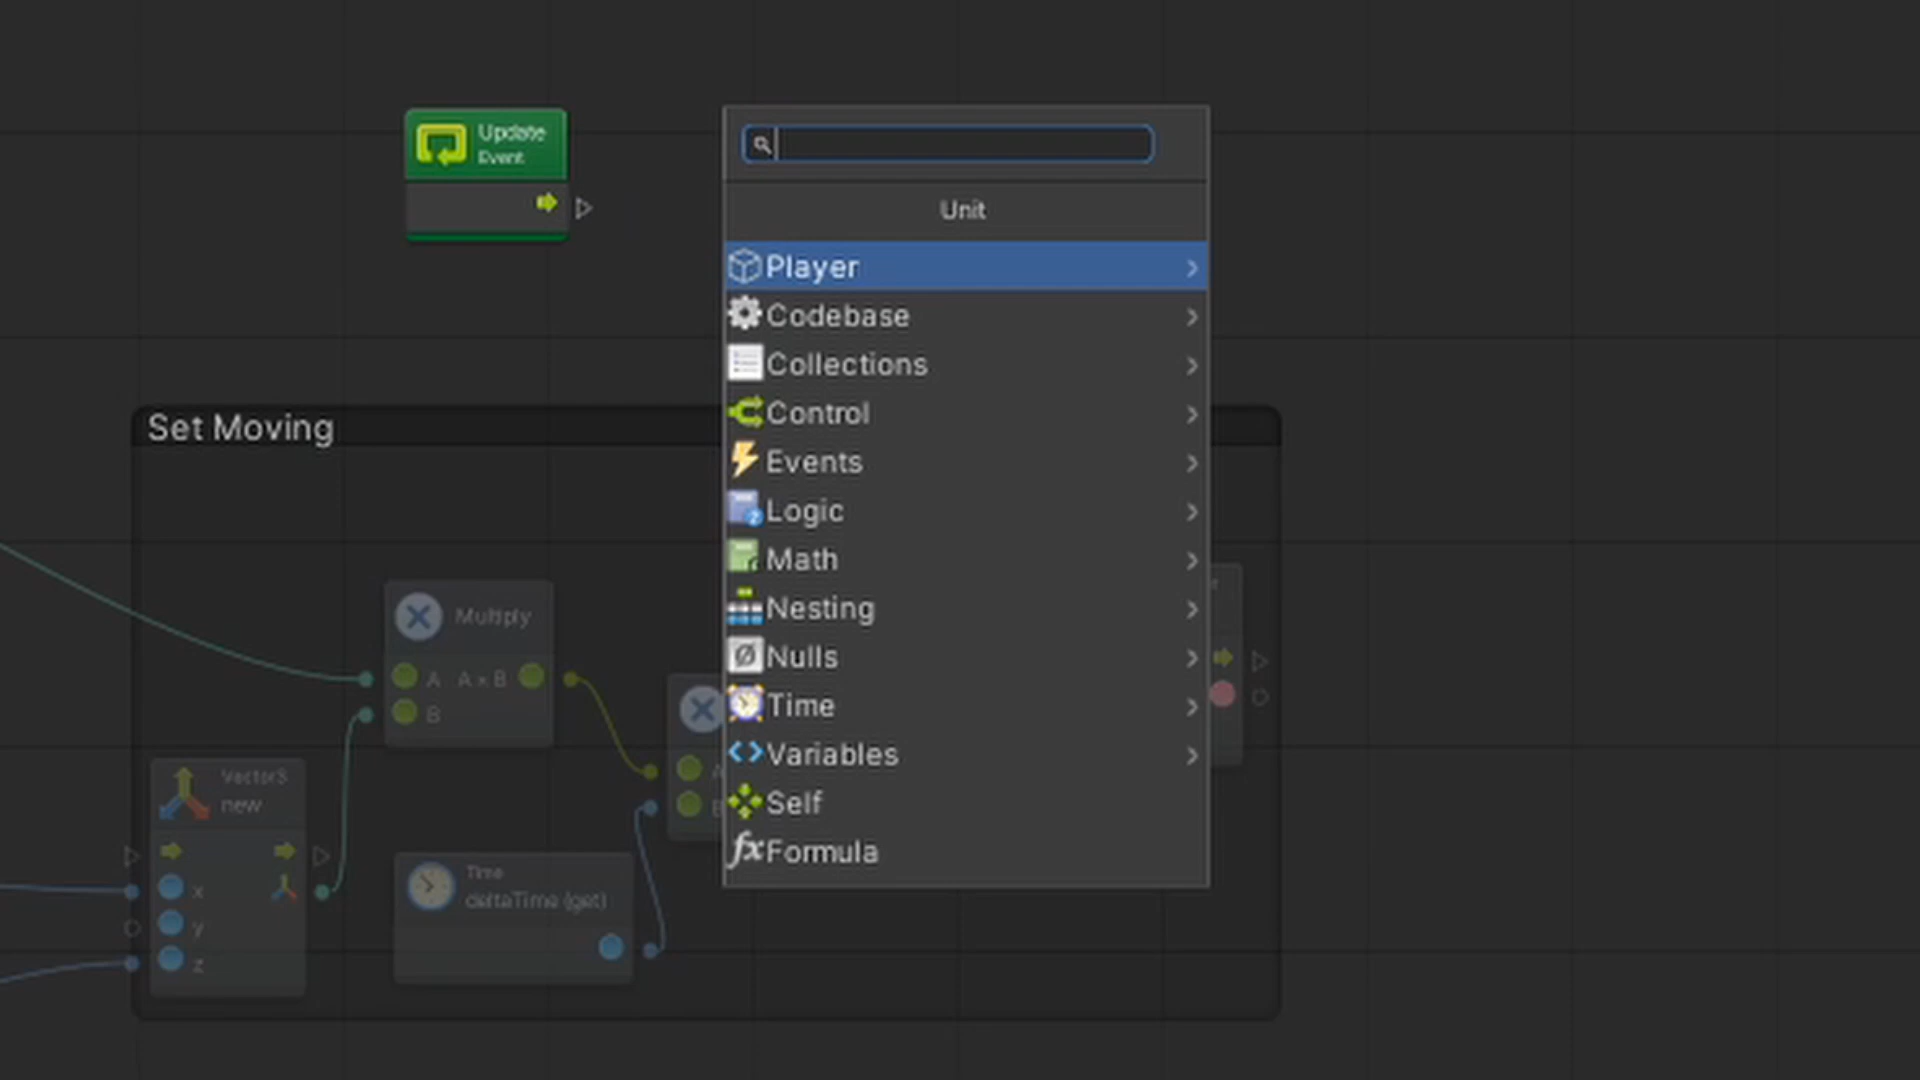 Update
Event
Unit
Player
Codebase
Collections
Control
Set Moving
Events
Logic
Math
Multiply
Nesting
Nulls
A A × B
B
Time
Variables
Vector3
new
A
B
Self
Formula
Time
deltaTime (get)
x
y
z